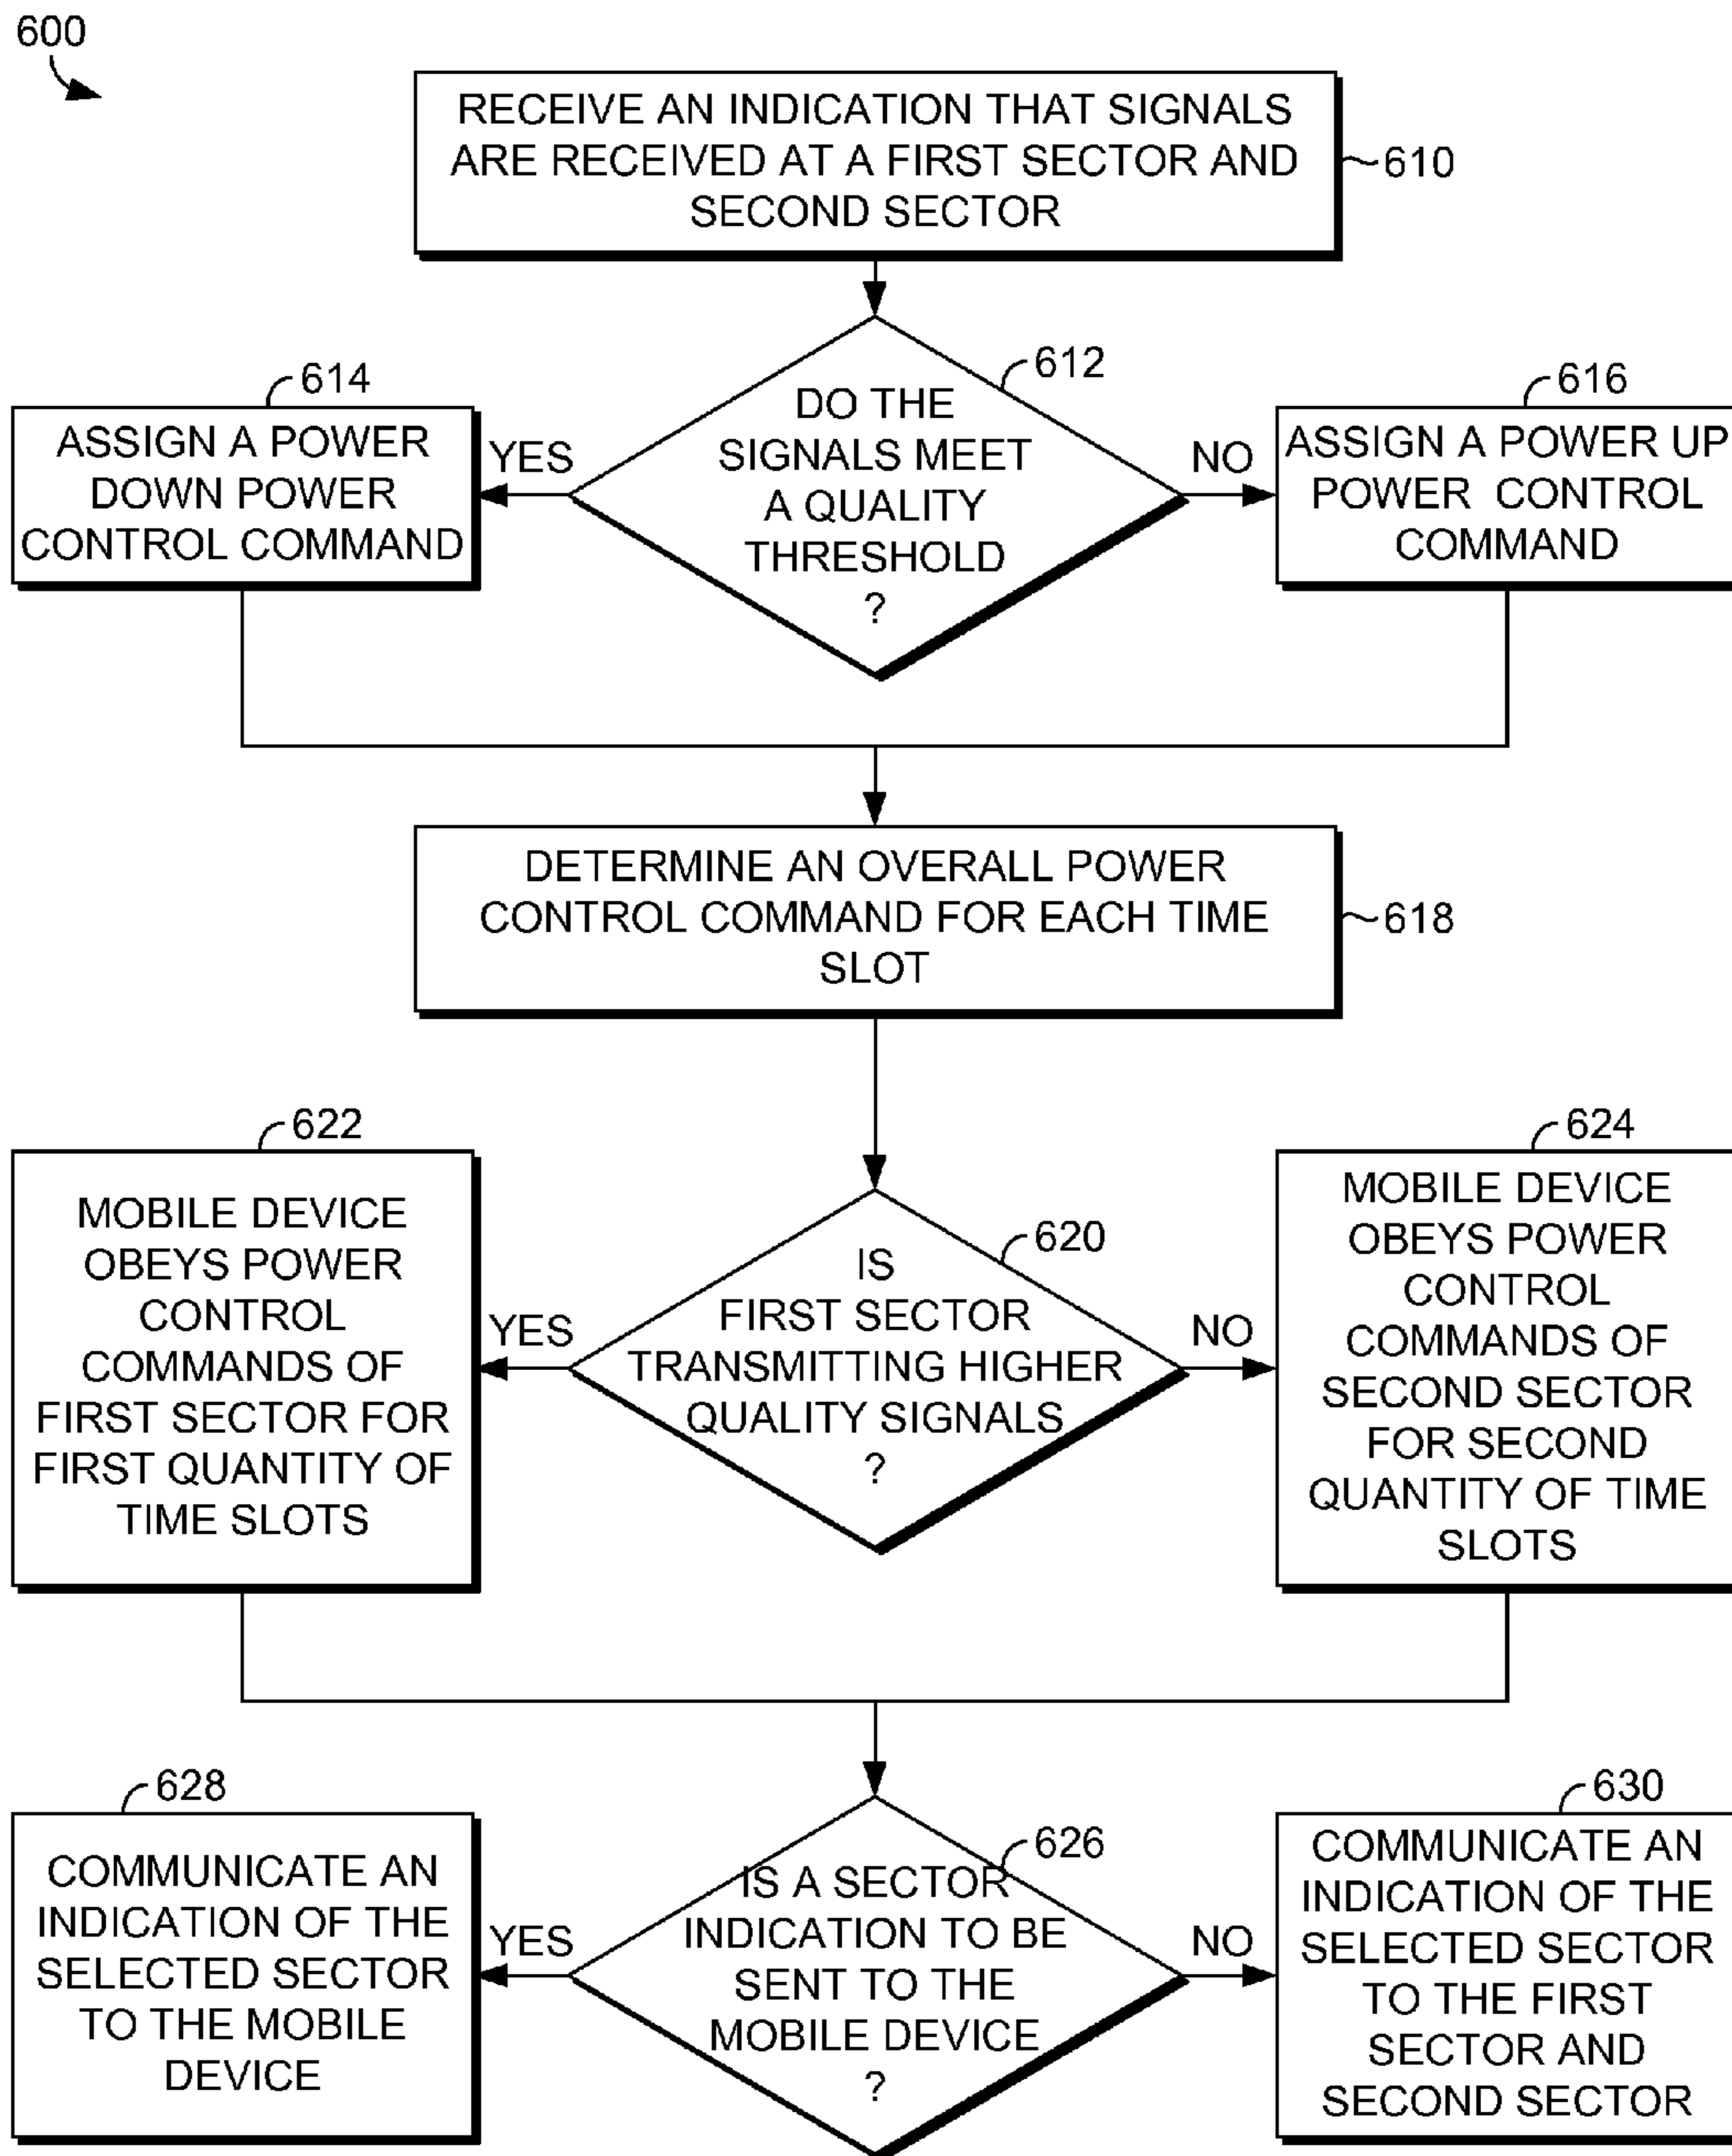 600
RECEIVE AN INDICATION THAT SIGNALS
ARE RECEIVED AT A FIRST SECTOR AND
SECOND SECTOR
610
612
DO THE
SIGNALS MEET
A QUALITY
THRESHOLD
?
YES
NO
614
ASSIGN A POWER
DOWN POWER
CONTROL COMMAND
616
ASSIGN A POWER UP
POWER CONTROL
COMMAND
DETERMINE AN OVERALL POWER
CONTROL COMMAND FOR EACH TIME
SLOT
618
620
IS
FIRST SECTOR
TRANSMITTING HIGHER
QUALITY SIGNALS
?
YES
NO
622
MOBILE DEVICE
OBEYS POWER
CONTROL
COMMANDS OF
FIRST SECTOR FOR
FIRST QUANTITY OF
TIME SLOTS
624
MOBILE DEVICE
OBEYS POWER
CONTROL
COMMANDS OF
SECOND SECTOR
FOR SECOND
QUANTITY OF TIME
SLOTS
626
IS A SECTOR
INDICATION TO BE
SENT TO THE
MOBILE DEVICE
?
YES
NO
628
COMMUNICATE AN
INDICATION OF THE
SELECTED SECTOR
TO THE MOBILE
DEVICE
630
COMMUNICATE AN
INDICATION OF THE
SELECTED SECTOR
TO THE FIRST
SECTOR AND
SECOND SECTOR